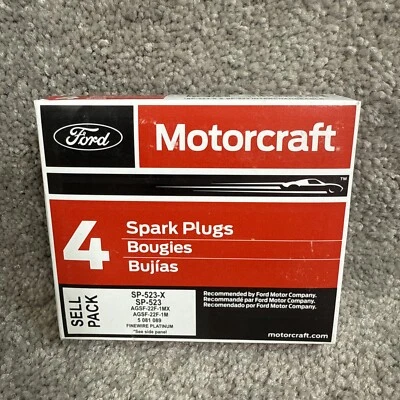 Ford
Motorcraft
TM
4
Spark Plugs
Bougies
Bujías
SELL
PACK
SP-523-X
SP-523
AGSF-22F-1MX
AGSF-22F-1M
5 081 089
FINEWIRE PLATINUM
*See side panel
Recommended by Ford Motor Company.
Recommandé par Ford Motor Company.
Recomendado por Ford Motor Company.
motorcraft.com